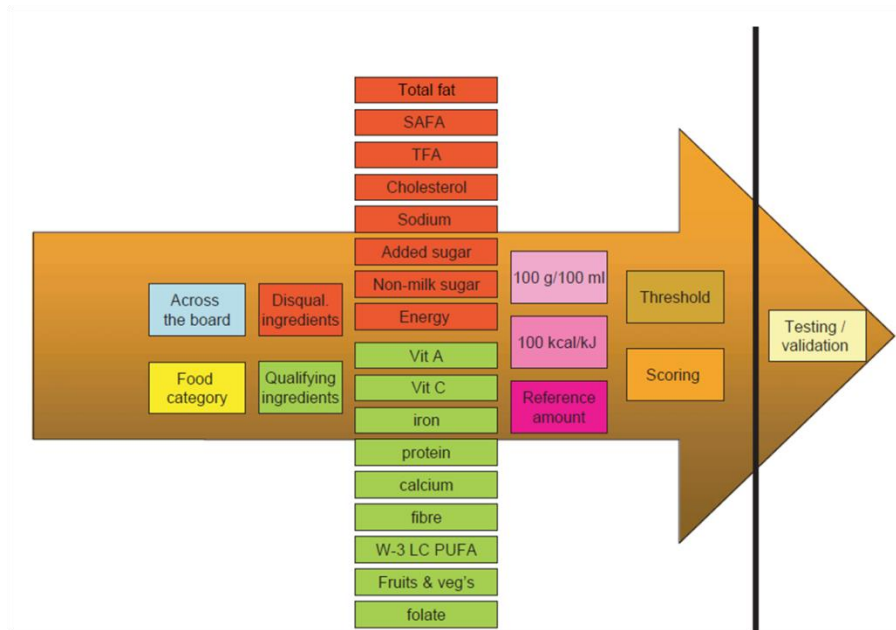 Across
the board
Food
category
Disqual.
ingredients
Qualifying
ingredients
Total fat
SAFA
TFA
Cholesterol
Sodium
Added sugar
Non-milk sugar
Energy
Vit A
Vit C
iron
protein
calcium
fibre
W-3 LC PUFA
Fruits & veg's
folate
100 g/100 ml
100 kcal/kJ
Reference
amount
Threshold
Scoring
Testing /
validation